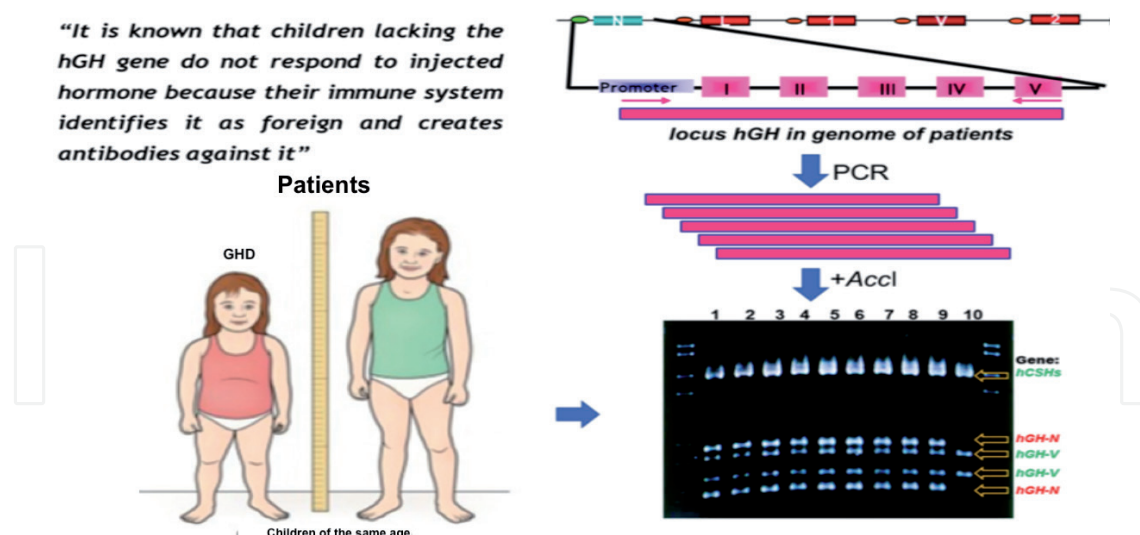 “It is known that children lacking the
hGH gene do not respond to injected
hormone because their immune system
identifies it as foreign and creates
antibodies against it”
Patients
GHD
Children of the same age
N L 1 V 2
Promoter I II III IV V
locus hGH in genome of patients
PCR
+AccI
1 2 3 4 5 6 7 8 9 10
Gene:
hCSHs
hGH-N
hGH-V
hGH-V
hGH-N